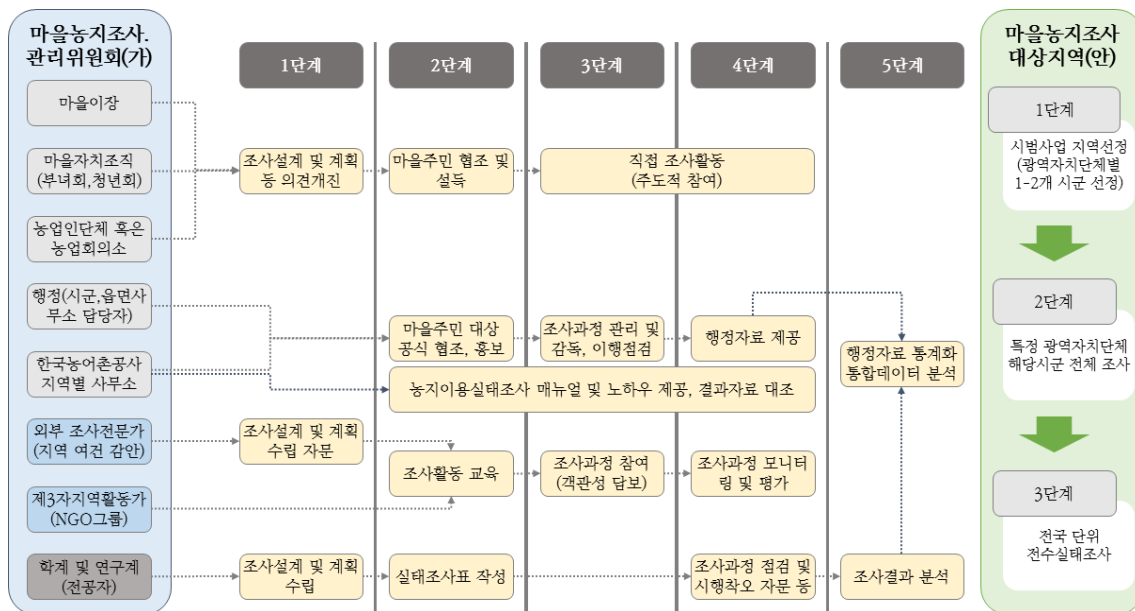 마을농지조사.
관리위원회(가)
마을이장
마을자치조직
(부녀회,청년회)
농업인단체 혹은
농업회의소
행정(시군,읍면사
무소 담당자)
한국농어촌공사
지역별 사무소
외부 조사전문가
(지역 여건 감안)
제3자지역활동가
(NGO그룹)
학계 및 연구계
(전공자)
1단계
2단계
3단계
4단계
5단계
조사설계 및 계획
등 의견개진
마을주민 협조 및
설득
직접 조사활동
(주도적 참여)
마을주민 대상
공식 협조, 홍보
조사과정 관리 및
감독, 이행점검
행정자료 제공
행정자료 통계화
통합데이터 분석
농지이용실태조사 매뉴얼 및 노하우 제공, 결과자료 대조
조사설계 및 계획
수립 자문
조사활동 교육
조사과정 참여
(객관성 담보)
조사과정 모니터
링 및 평가
조사설계 및 계획
수립
실태조사표 작성
조사과정 점검 및
시행착오 자문 등
조사결과 분석
마을농지조사
대상지역(안)
1단계
시범사업 지역선정
(광역자치단체별
1-2개 시군 선정)
2단계
특정 광역자치단체
해당시군 전체 조사
3단계
전국 단위
전수실태조사